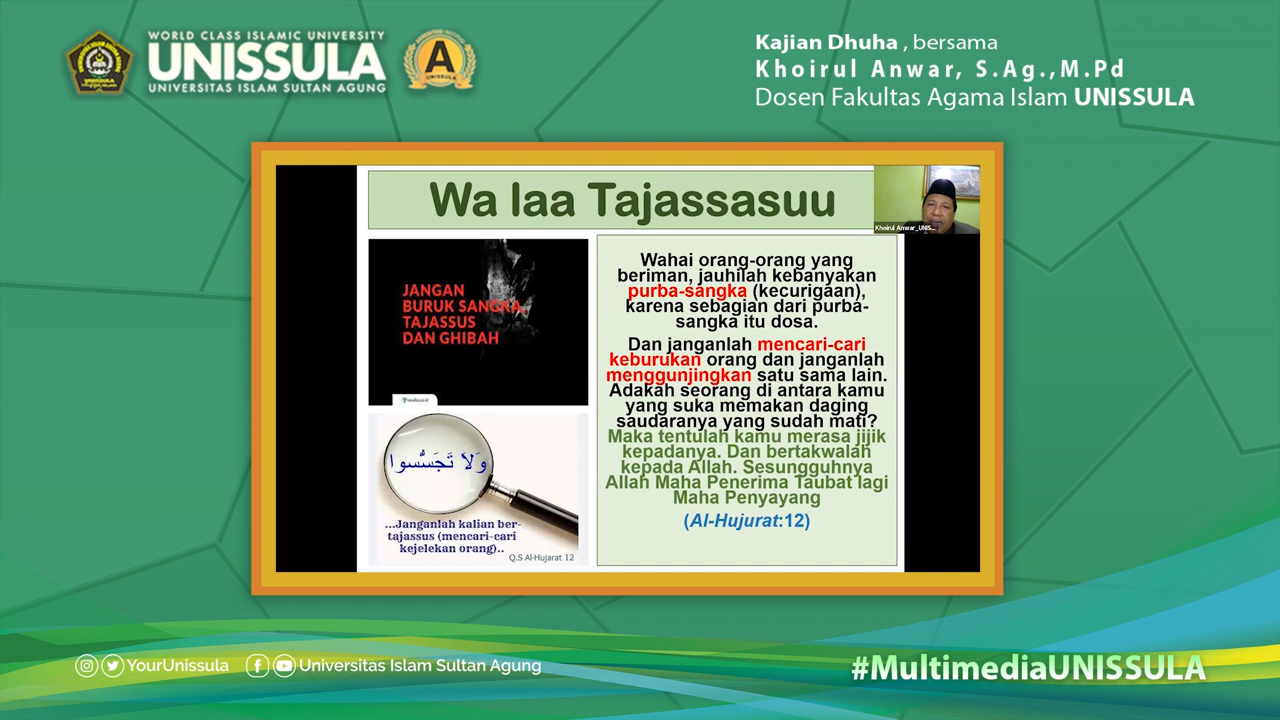 WORLD CLASS ISLAMIC UNIVERSITY
UNISSULA
UNIVERSITAS ISLAM SULTAN AGUNG
A
Kajian Dhuha , bersama
Khoirul Anwar, S.Ag.,M.Pd
Dosen Fakultas Agama Islam UNISSULA
Wa laa Tajassasuu
Khoirul Anwar_UNIS...
JANGAN
BURUK SANGKA,
TAJASSUS
DAN GHIBAH
وَلاَ تَجَسَّسُوا
...Janganlah kalian ber-
tajassus (mencari-cari
kejelekan orang)..
Q.S Al-Hujarat 12
Wahai orang-orang yang
beriman, jauhilah kebanyakan
purba-sangka (kecurigaan),
karena sebagian dari purba-
sangka itu dosa.
Dan janganlah mencari-cari
keburukan orang dan janganlah
menggunjingkan satu sama lain.
Adakah seorang di antara kamu
yang suka memakan daging
saudaranya yang sudah mati?
Maka tentulah kamu merasa jijik
kepadanya. Dan bertakwalah
kepada Allah. Sesungguhnya
Allah Maha Penerima Taubat lagi
Maha Penyayang
(Al-Hujurat:12)
YourUnissula
Universitas Islam Sultan Agung
#MultimediaUNISSULA